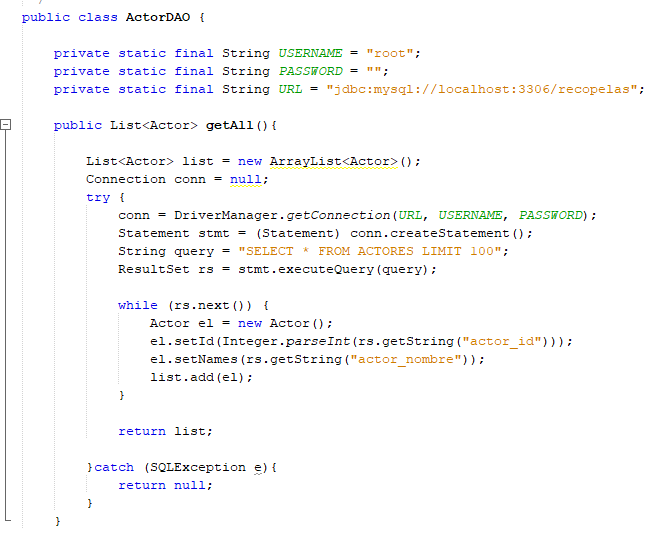 public class ActorDAO {
private static final String USERNAME = "root";
private static final String PASSWORD = "";
private static final String URL = "jdbc:mysql://localhost:3306/recopelas";
public List<Actor> getAll(){
List<Actor> list = new ArrayList<Actor>();
Connection conn = null;
try {
conn = DriverManager.getConnection(URL, USERNAME, PASSWORD);
Statement stmt = (Statement) conn.createStatement();
String query = "SELECT * FROM ACTORES LIMIT 100";
ResultSet rs = stmt.executeQuery(query);
while (rs.next()) {
Actor el = new Actor();
el.setId(Integer.parseInt(rs.getString("actor_id")));
el.setNames(rs.getString("actor_nombre"));
list.add(el);
}
return list;
}catch (SQLException e){
return null;
}
}